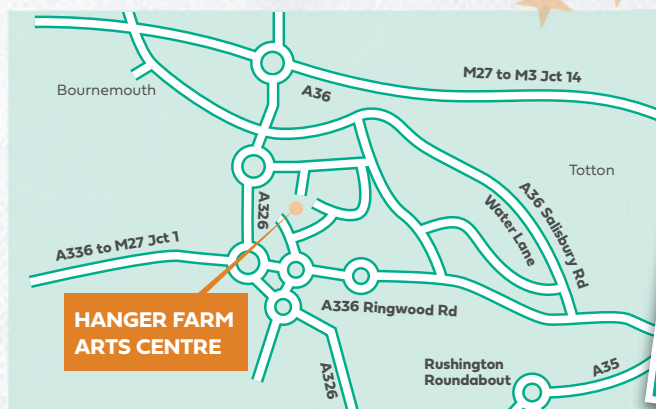 M27 to M3 Jct 14
Bournemouth
A36
Totton
A326
A36 Salisbury Rd
Water Lane
A336 to M27 Jct 1
A336 Ringwood Rd
HANGER FARM
ARTS CENTRE
A326
Rushington
Roundabout
A35